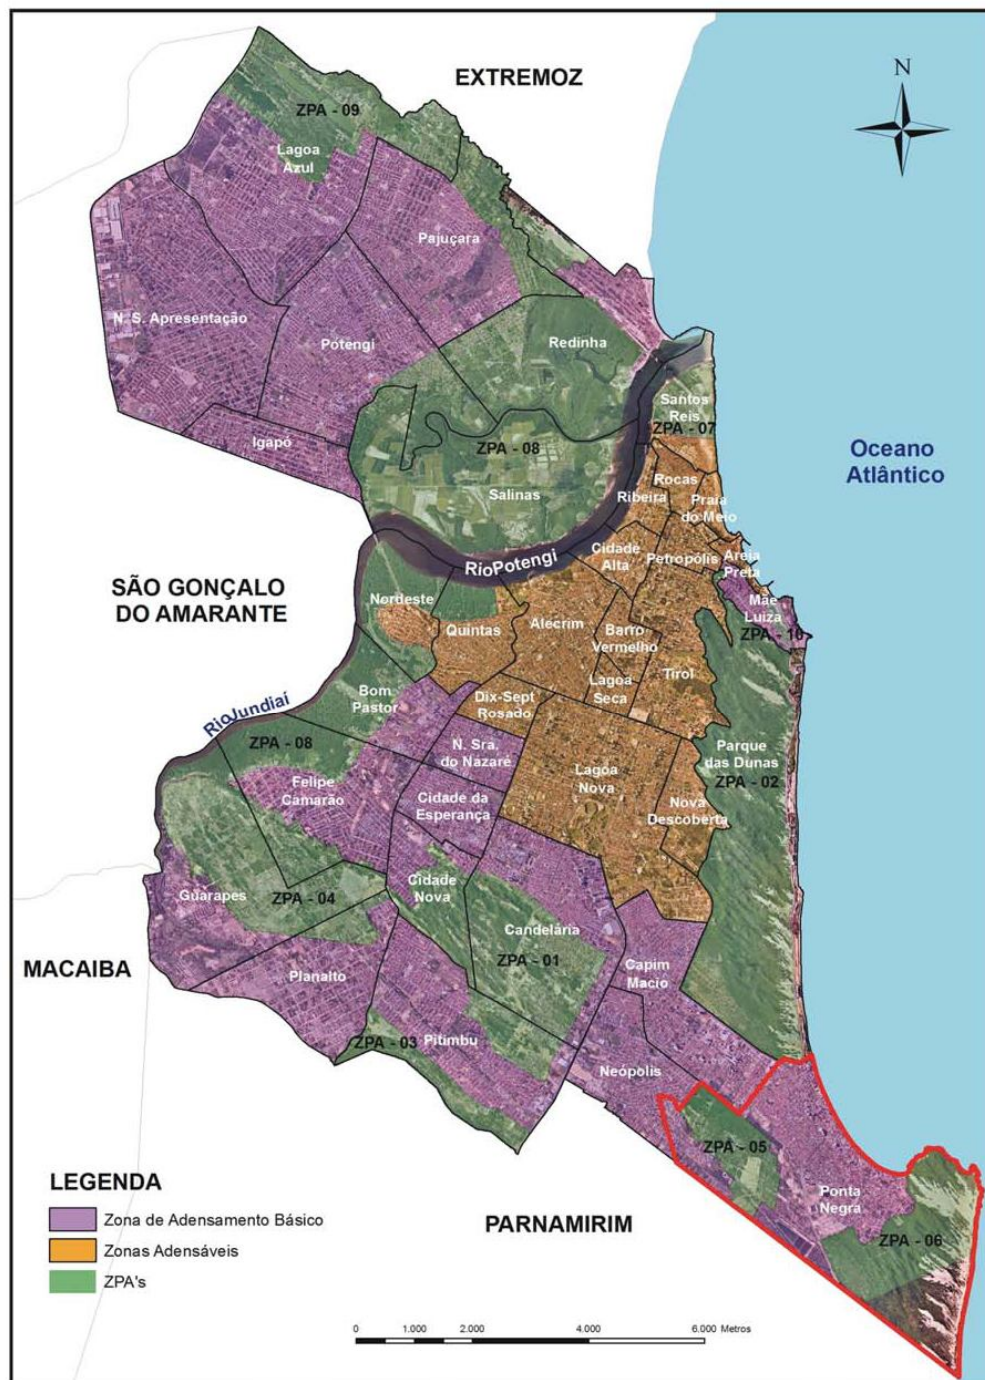 EXTREMOZ
N
ZPA - 09
Lagoa
Azul
Pajuçara
N. S. Apresentação
Potengi
Redinha
Igapó
Santos
Reis
ZPA - 07
ZPA - 08
Salinas
Oceano
Atlântico
Rocas
Ribeira
Praia
do Meio
Cidade
Alta
Petrópolis
Areia
Preta
RioPotengi
SÃO GONÇALO
DO AMARANTE
Nordeste
Mãe
Luiza
ZPA - 10
Quintas
Alecrim
Barro
Vermelho
Lagoa
Seca
Tirol
Bom
Pastor
Dix-Sept
Rosado
RioJundiaí
ZPA - 08
N. Sra.
do Nazaré
Parque
das Dunas
ZPA - 02
Felipe
Camarão
Cidade da
Esperança
Lagoa
Nova
Nova
Descoberta
Guarapes
ZPA - 04
Cidade
Nova
Candelária
ZPA - 01
MACAIBA
Planalto
Capim
Macio
ZPA - 03
Pitimbu
Neópolis
ZPA - 05
Ponta
Negra
ZPA - 06
PARNAMIRIM
LEGENDA
Zona de Adensamento Básico
Zonas Adensáveis
ZPA's
0 1.000 2.000 4.000 6.000 Metros